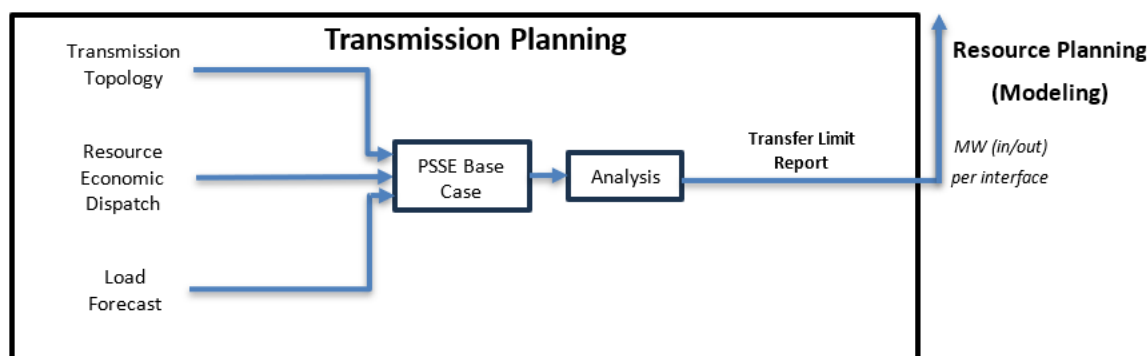 Transmission Planning
Transmission
Topology
Resource
Economic
Dispatch
Load
Forecast
PSSE Base
Case
Analysis
Transfer Limit
Report
Resource Planning
(Modeling)
MW (in/out)
per interface